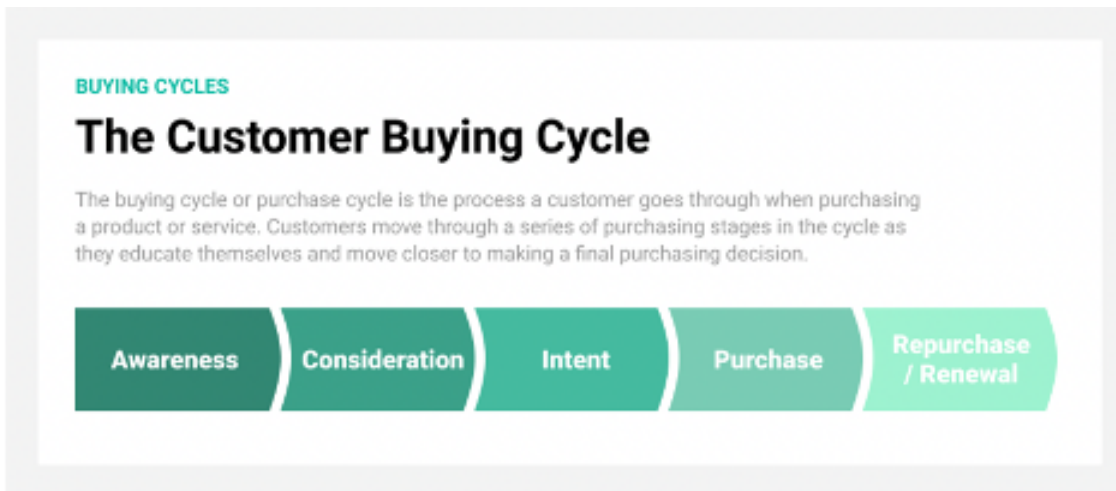 BUYING CYCLES
The Customer Buying Cycle
The buying cycle or purchase cycle is the process a customer goes through when purchasing
a product or service. Customers move through a series of purchasing stages in the cycle as
they educate themselves and move closer to making a final purchasing decision.
Awareness
Consideration
Intent
Purchase
Repurchase
/ Renewal